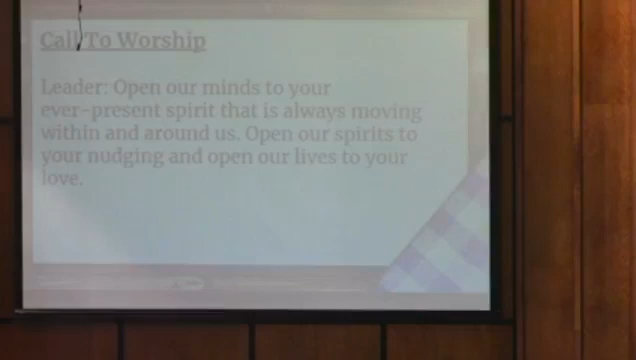 Call To Worship
Leader: Open our minds to your
ever-present spirit that is always moving
within and around us. Open our spirits to
your nudging and open our lives to your
love.